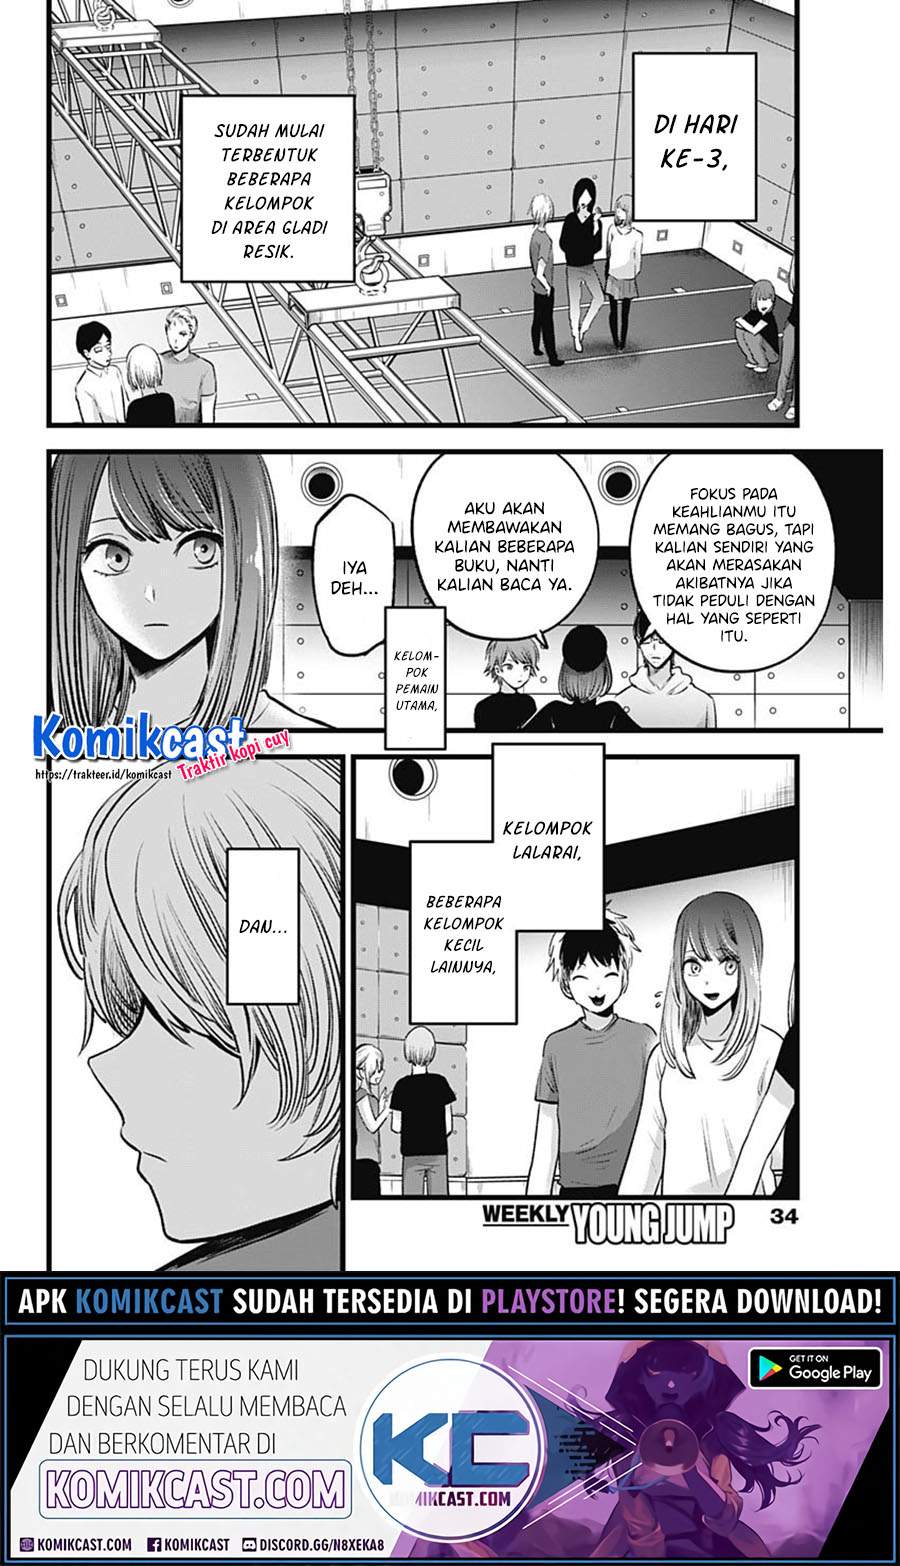 DI HARI
KE-3,
SUDAH MULAI
TERBENTUK
BEBERAPA
KELOMPOK
DI AREA GLADI
RESIK.
FOKUS PADA
KEAHLIANMU ITU
MEMANG BAGUS, TAPI
KALIAN SENDIRI YANG
AKAN MERASAKAN
AKIBATNYA JIKA
TIDAK PEDULI DENGAN
HAL YANG SEPERTI
ITU.
AKU AKAN
MEMBAWAKAN
KALIAN BEBERAPA
BUKU, NANTI
KALIAN BACA YA.
IYA
DEH...
KELOM-
POK
PEMAIN
UTAMA,
Komikcast
Traktir kopi cuy
https://trakteer.id/komikcast
KELOMPOK
LALARAI,
BEBERAPA
KELOMPOK
KECIL
LAINNYA,
DAN...
WEEKLY YOUNG JUMP 34
APK KOMIKCAST SUDAH TERSEDIA DI PLAYSTORE! SEGERA DOWNLOAD!
DUKUNG TERUS KAMI
DENGAN SELALU MEMBACA
DAN BERKOMENTAR DI
KOMIKCAST.COM
KOMIKCAST.COM
KOMIKCAST
DISCORD.GG/N8XEKA8
KC
KOMIKCAST.COM
GET IT ON
Google Play